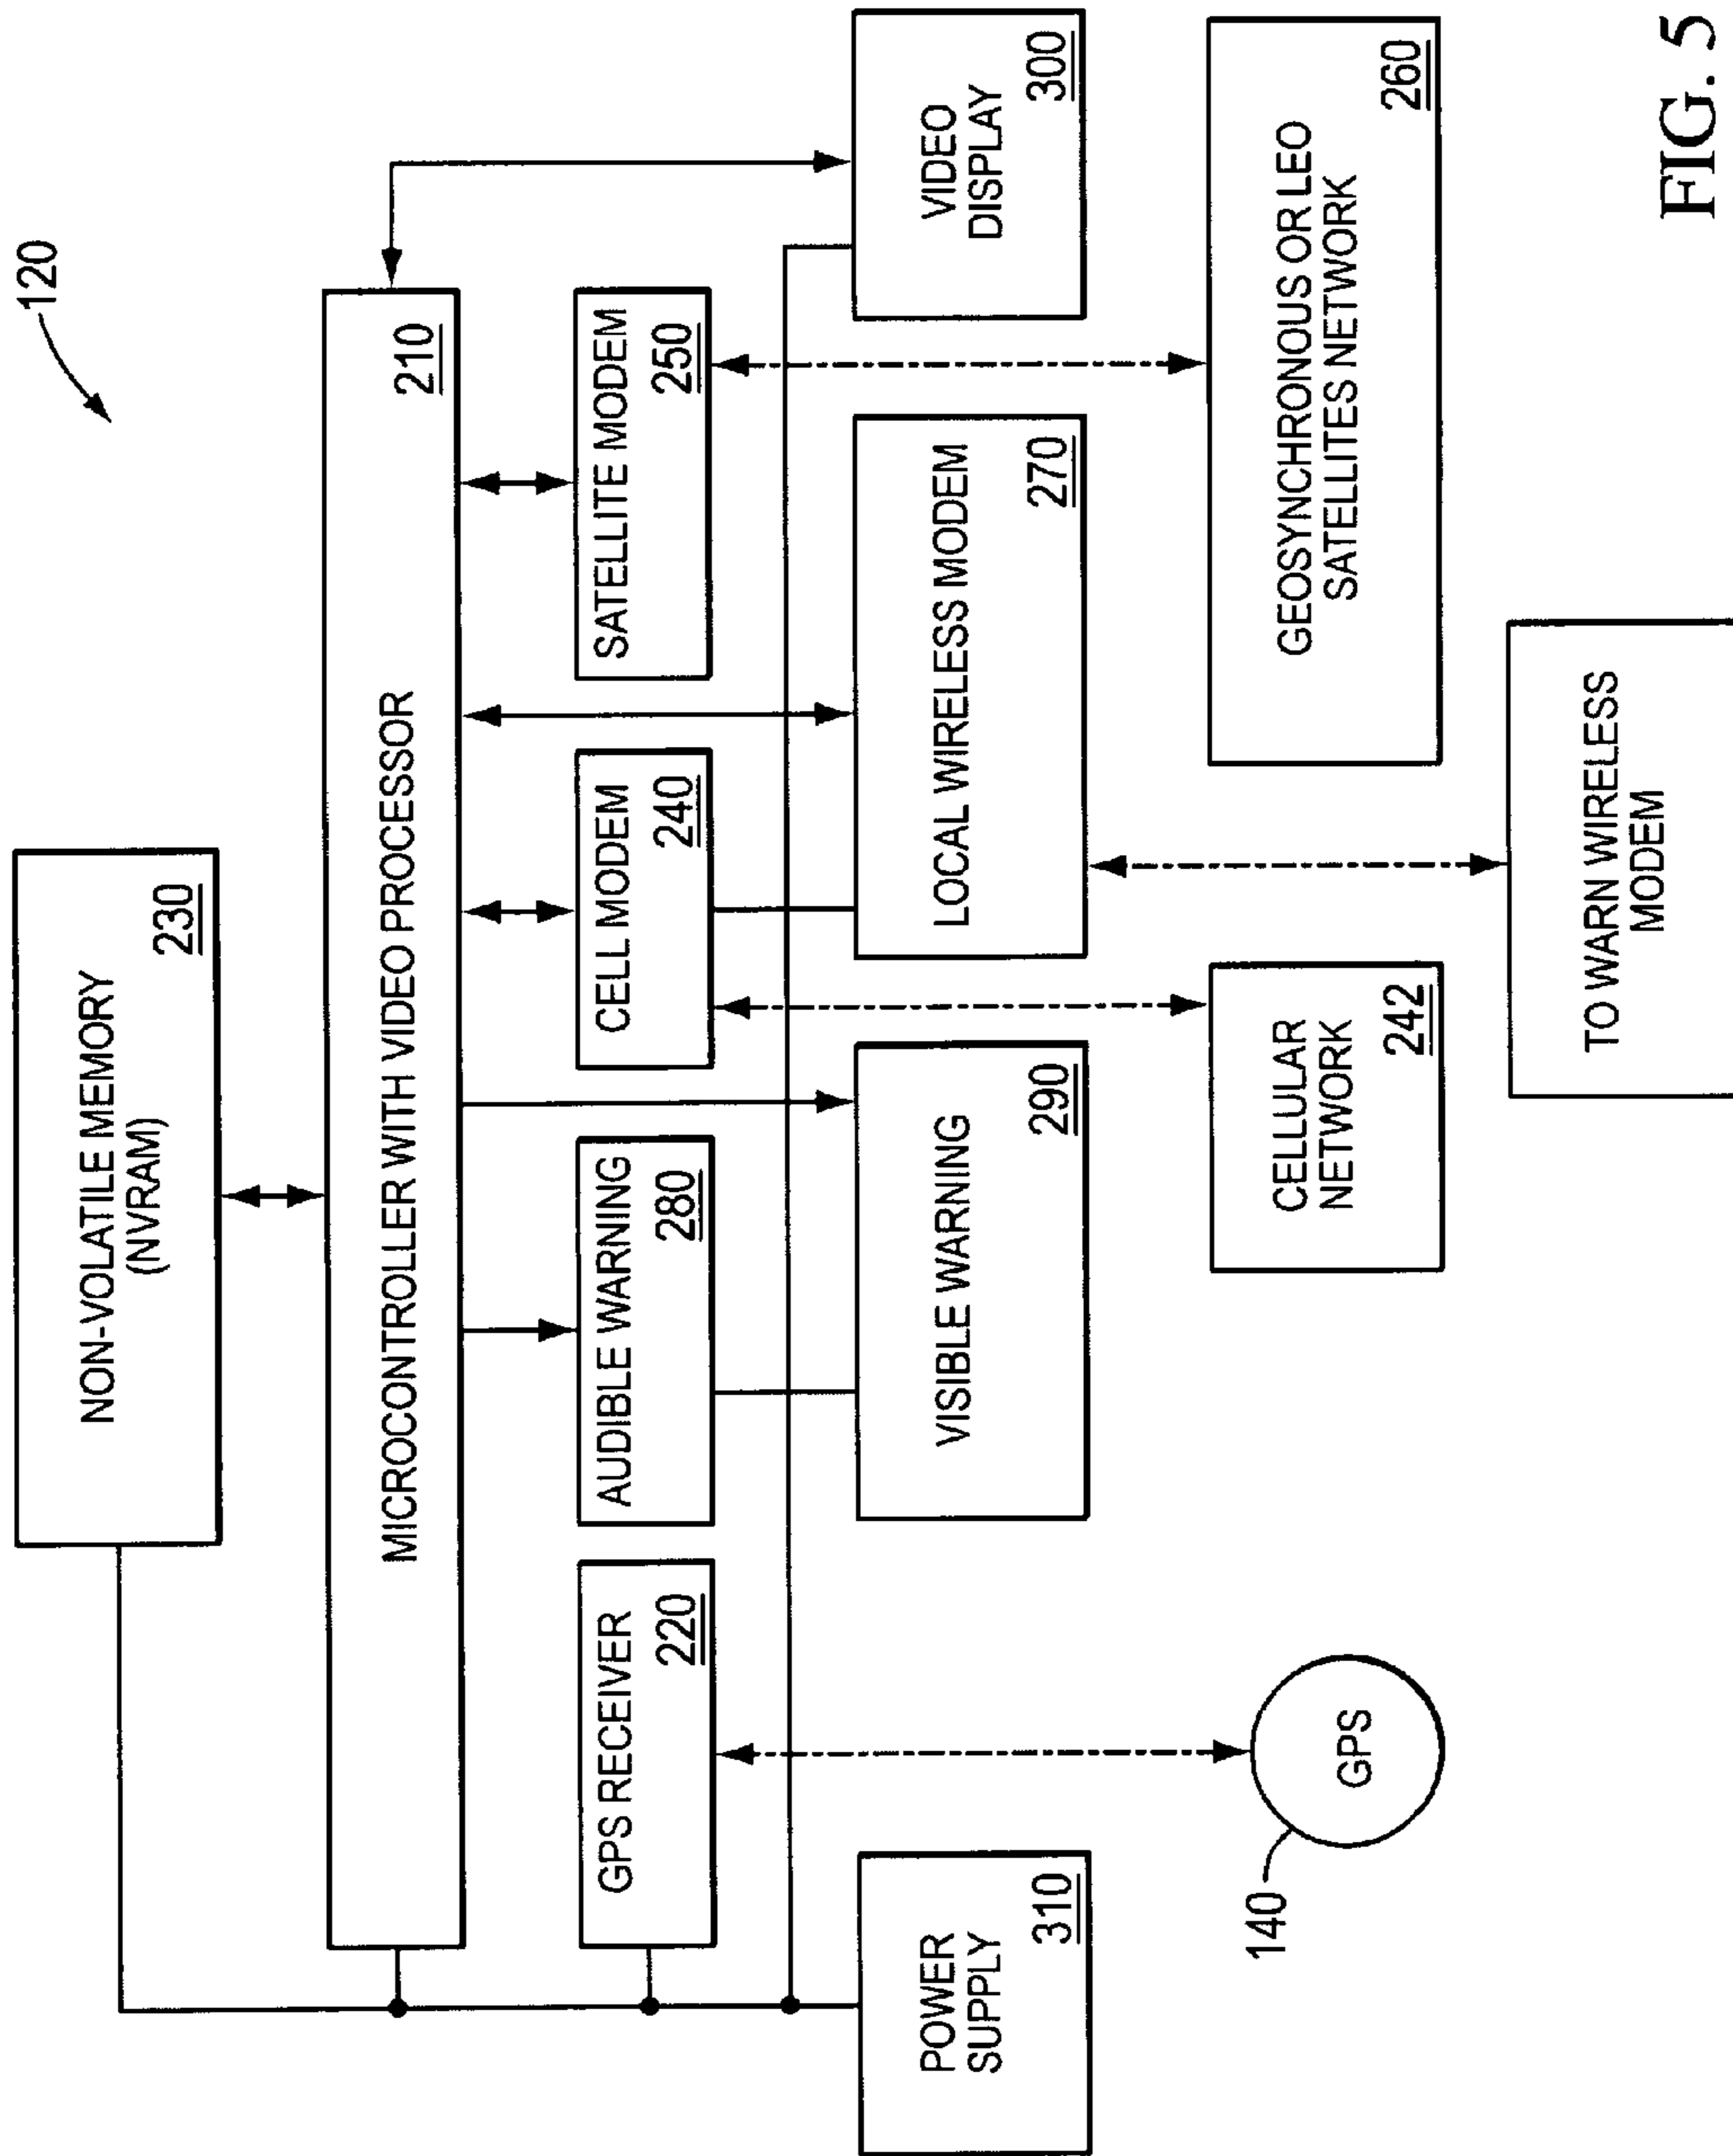 120
NON-VOLATILE MEMORY
(NVRAM)
230
MICROCONTROLLER WITH VIDEO PROCESSOR
210
GPS RECEIVER
220
AUDIBLE WARNING
280
CELL MODEM
240
SATELLITE MODEM
250
POWER
SUPPLY
310
VISIBLE WARNING
290
LOCAL WIRELESS MODEM
270
VIDEO
DISPLAY
300
140
GPS
CELLULAR
NETWORK
242
GEOSYNCHRONOUS OR LEO
SATELLITES NETWORK
260
TO WARN WIRELESS
MODEM
FIG. 5